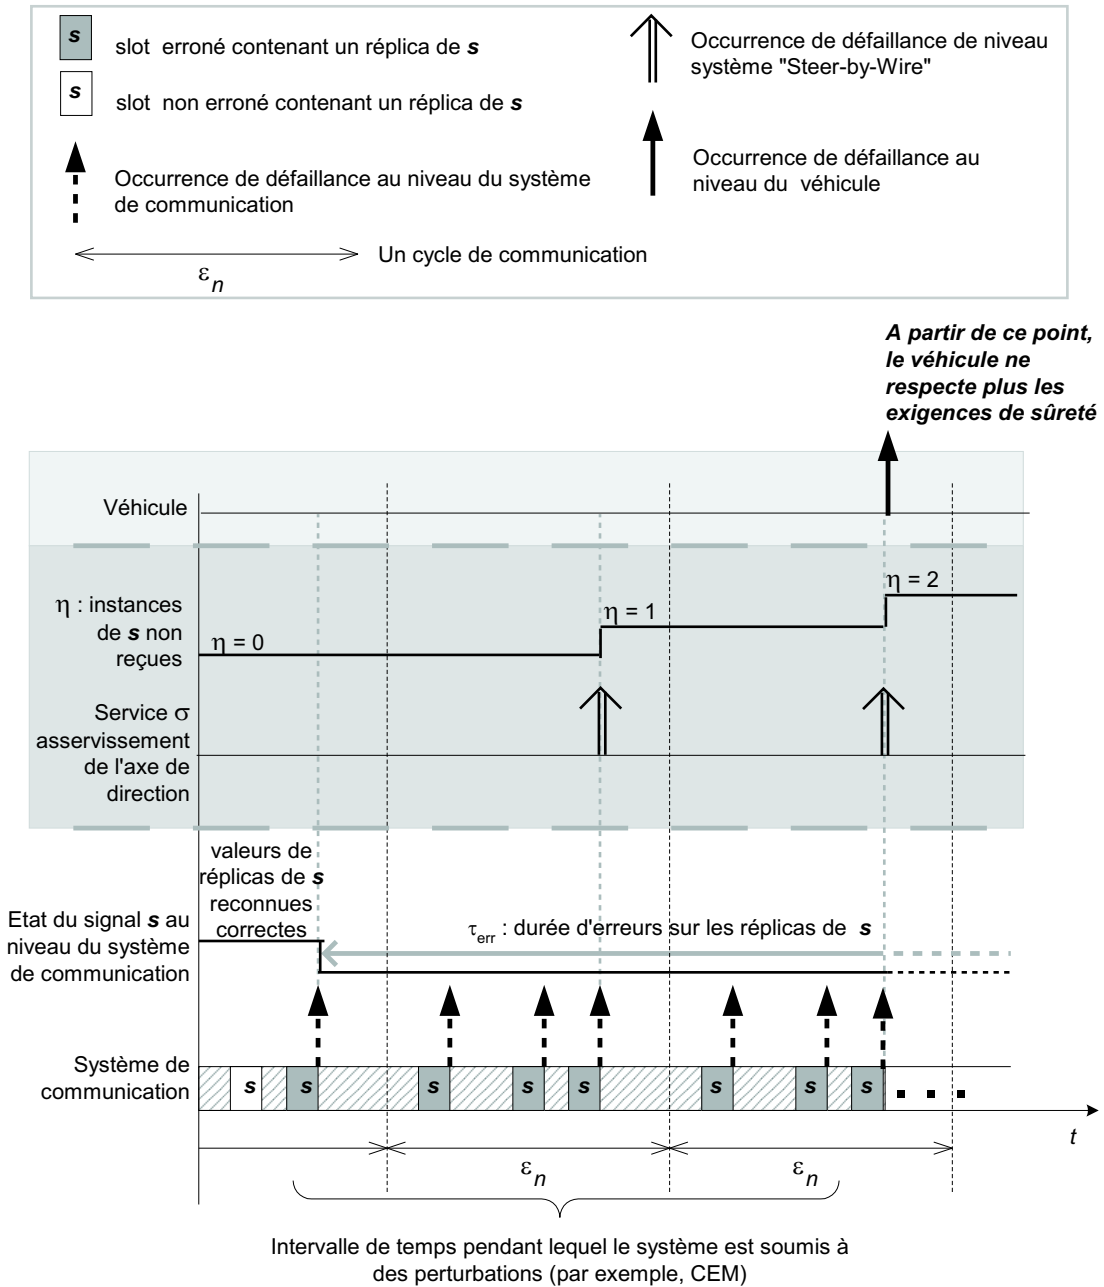 s
slot erroné contenant un réplica de s
s
slot non erroné contenant un réplica de s
Occurrence de défaillance au niveau du système
de communication
ε_n
Un cycle de communication
Occurrence de défaillance de niveau
système "Steer-by-Wire"
Occurrence de défaillance au
niveau du véhicule
A partir de ce point,
le véhicule ne
respecte plus les
exigences de sûreté
Véhicule
η : instances
de s non
reçues
η = 0
η = 1
η = 2
Service σ
asservissement
de l'axe de
direction
valeurs de
réplicas de s
reconnues
correctes
Etat du signal s au
niveau du système
de communication
τ_err : durée d'erreurs sur les réplicas de s
Système de
communication
s s s s s s s s
t
ε_n ε_n
Intervalle de temps pendant lequel le système est soumis à
des perturbations (par exemple, CEM)